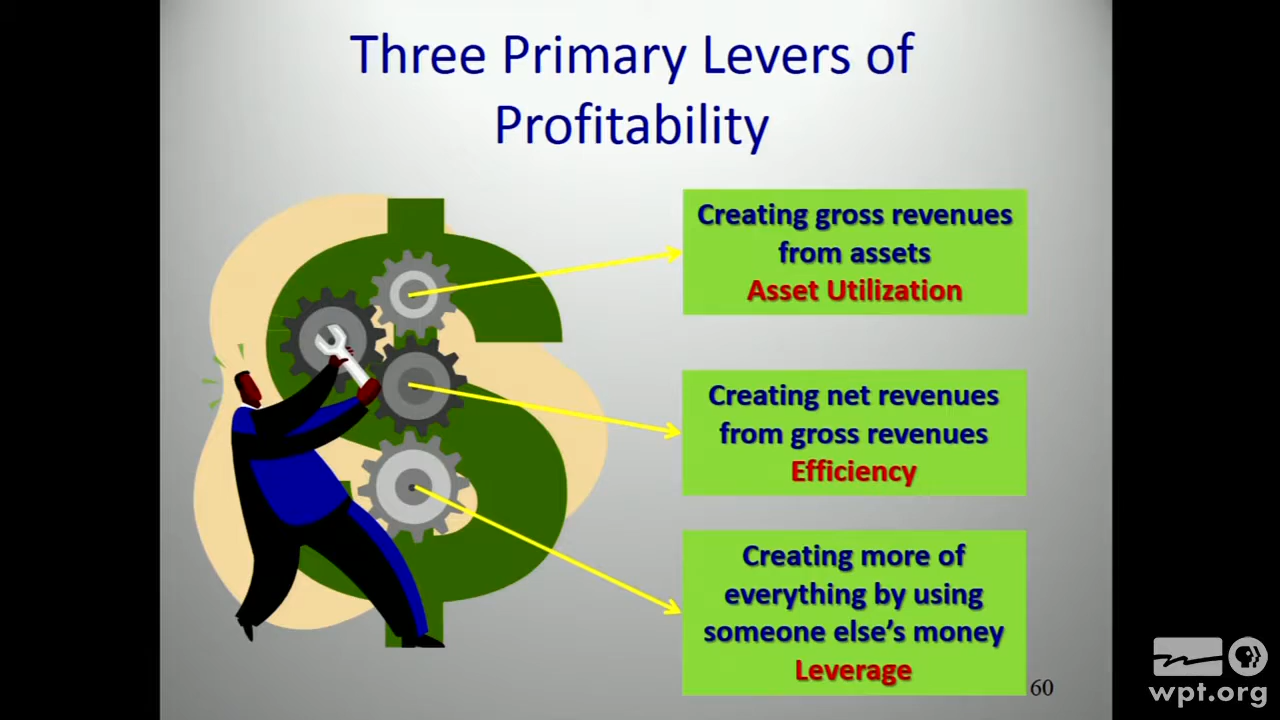 Three Primary Levers of
Profitability
Creating gross revenues
from assets
Asset Utilization
Creating net revenues
from gross revenues
Efficiency
Creating more of
everything by using
someone else’s money
Leverage
60
wpt.org